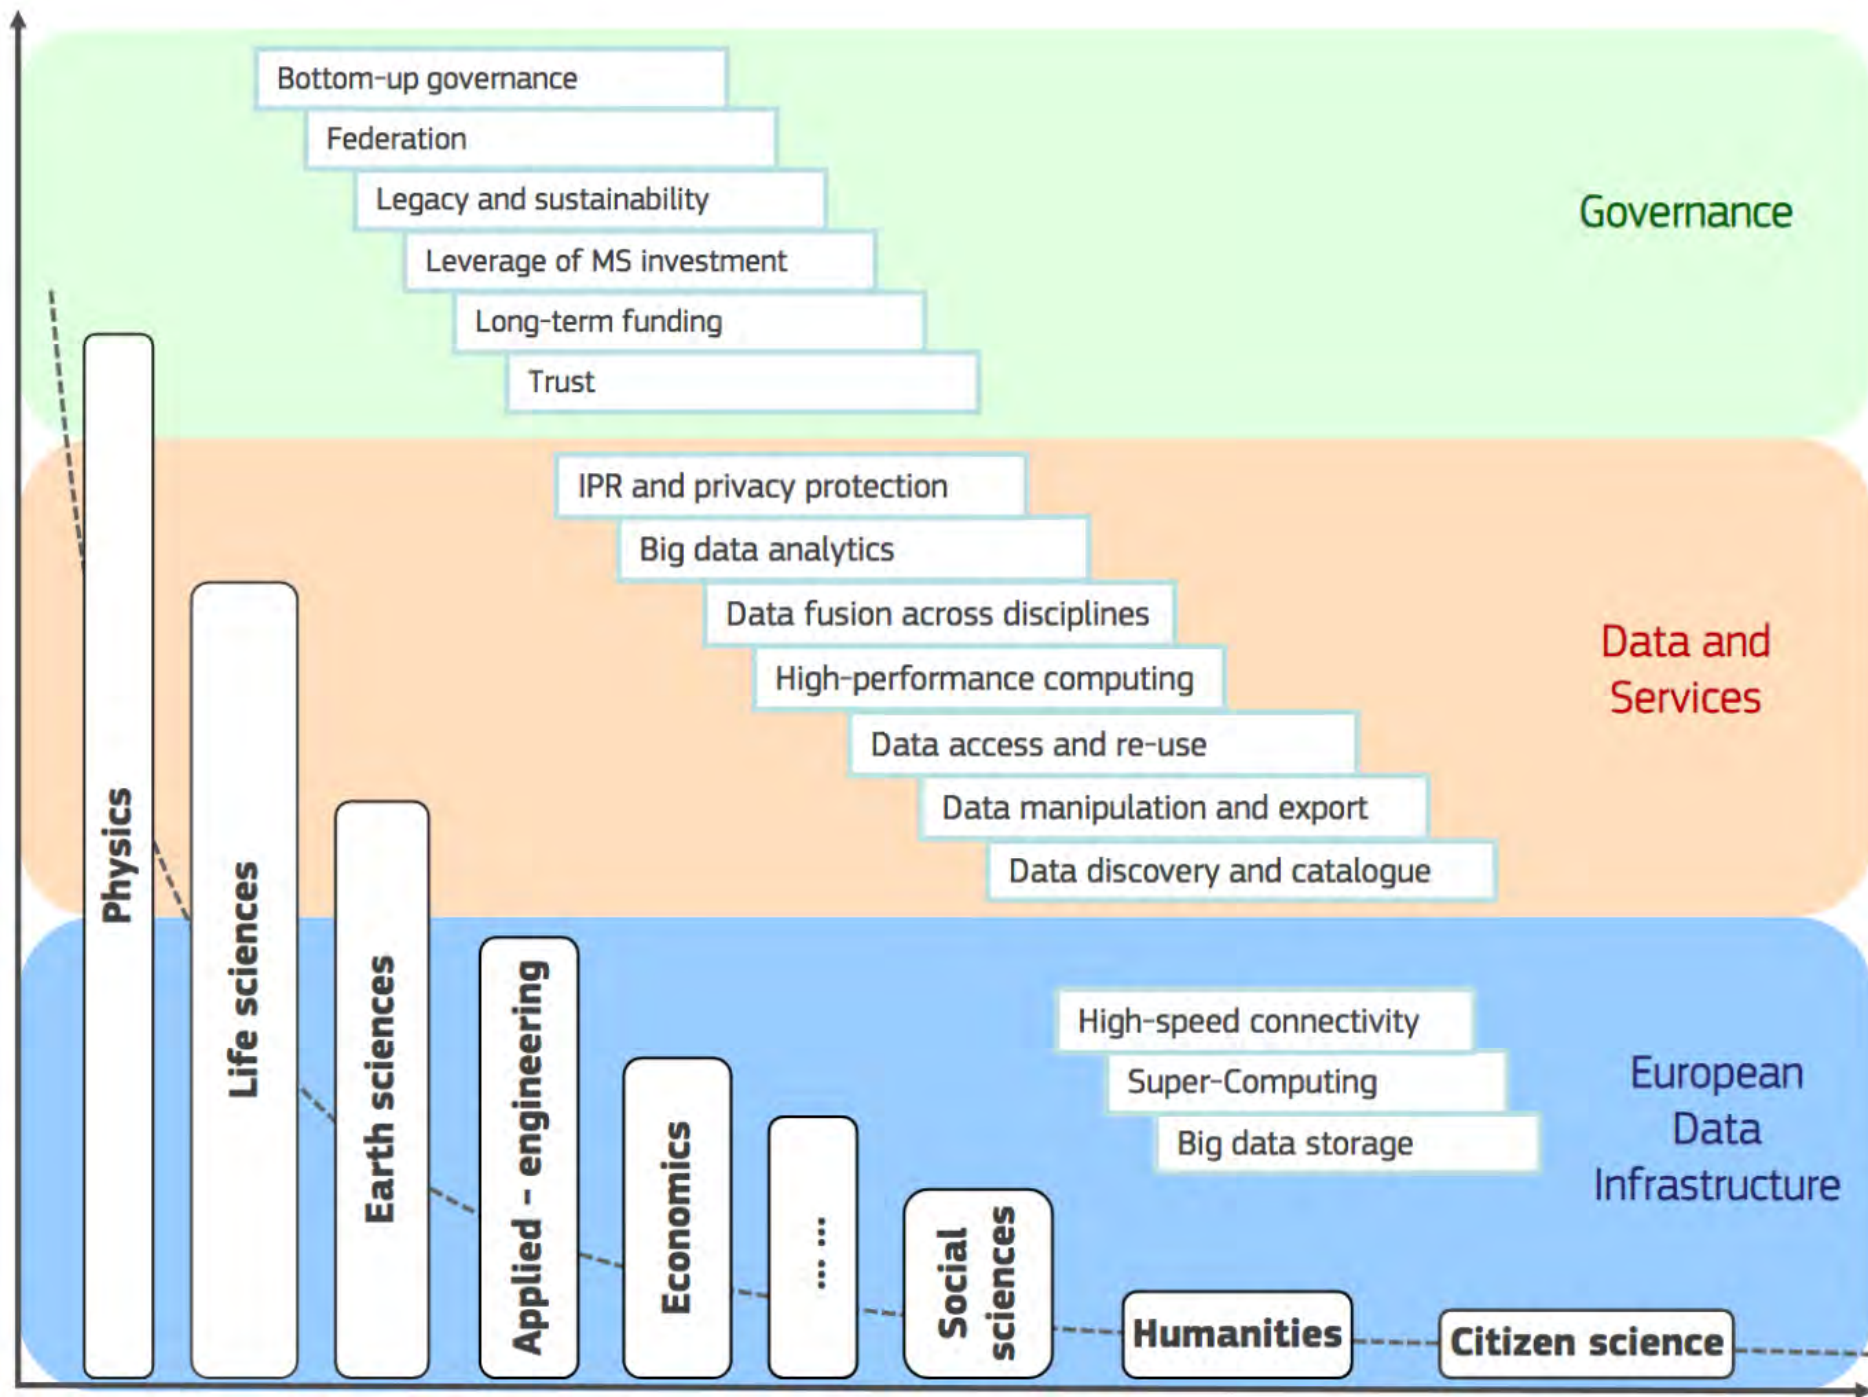 Bottom-up governance
Federation
Legacy and sustainability
Leverage of MS investment
Long-term funding
Trust
Governance
IPR and privacy protection
Big data analytics
Data fusion across disciplines
High-performance computing
Data access and re-use
Data manipulation and export
Data discovery and catalogue
Data and
Services
High-speed connectivity
Super-Computing
Big data storage
European
Data
Infrastructure
Physics
Life sciences
Earth sciences
Applied - engineering
Economics
... ...
Social
sciences
Humanities
Citizen science